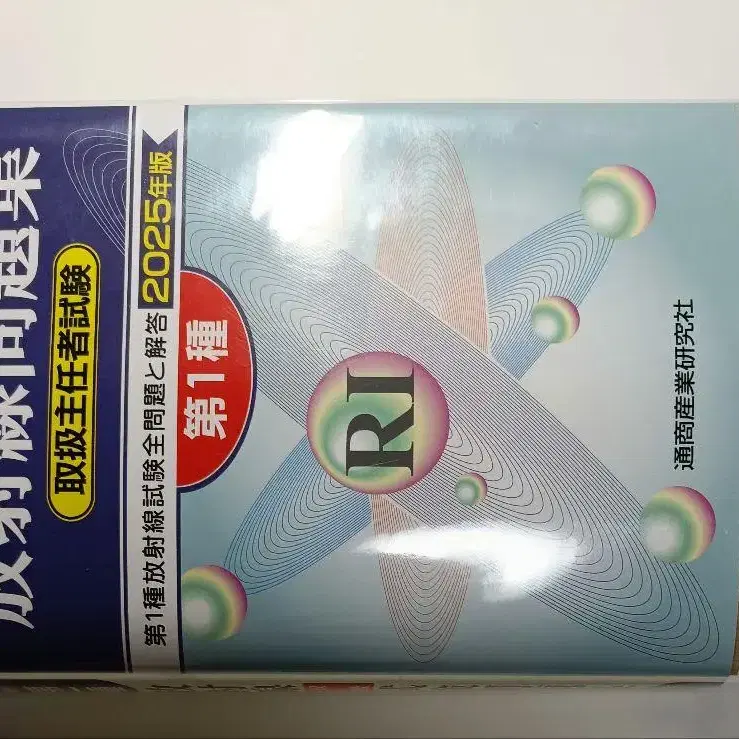 放射線問題集
取扱主任者試験
第1種放射線試験全問題と解答 2025年版
第1種
RI
通商産業研究社